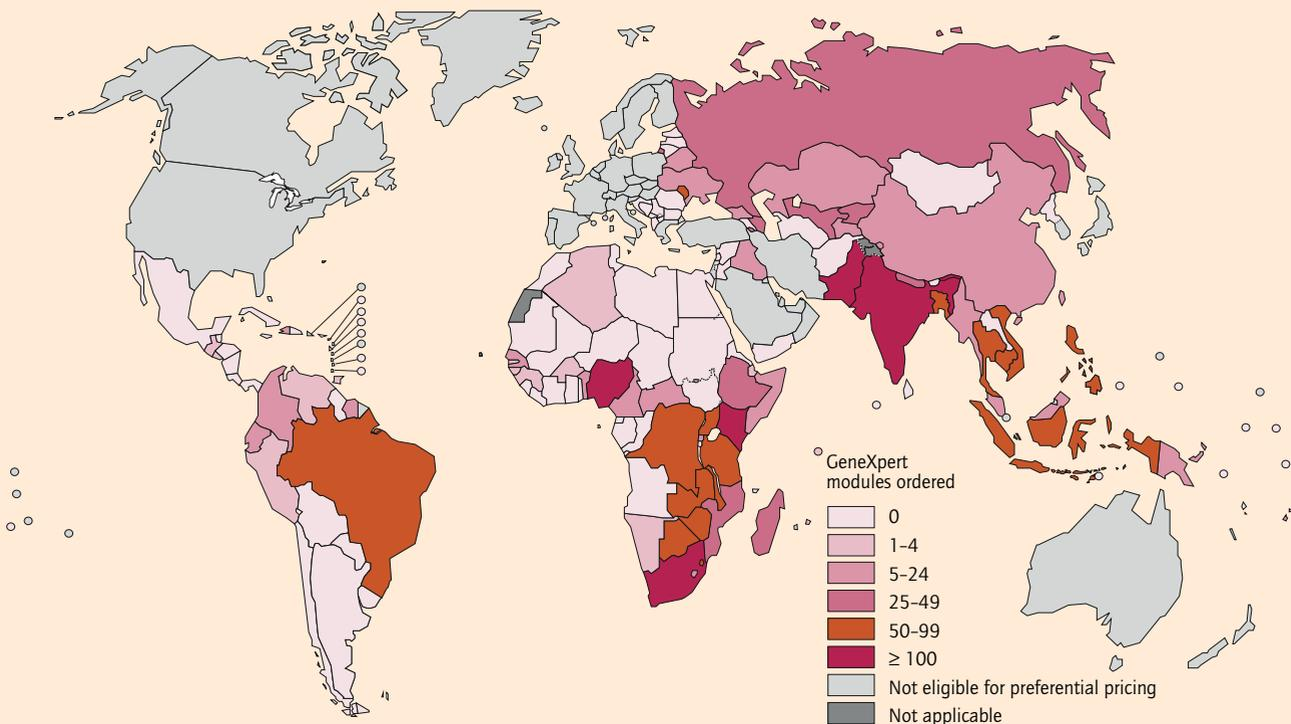 GeneXpert
modules ordered
0
1–4
5–24
25–49
50–99
≥ 100
Not eligible for preferential pricing
Not applicable